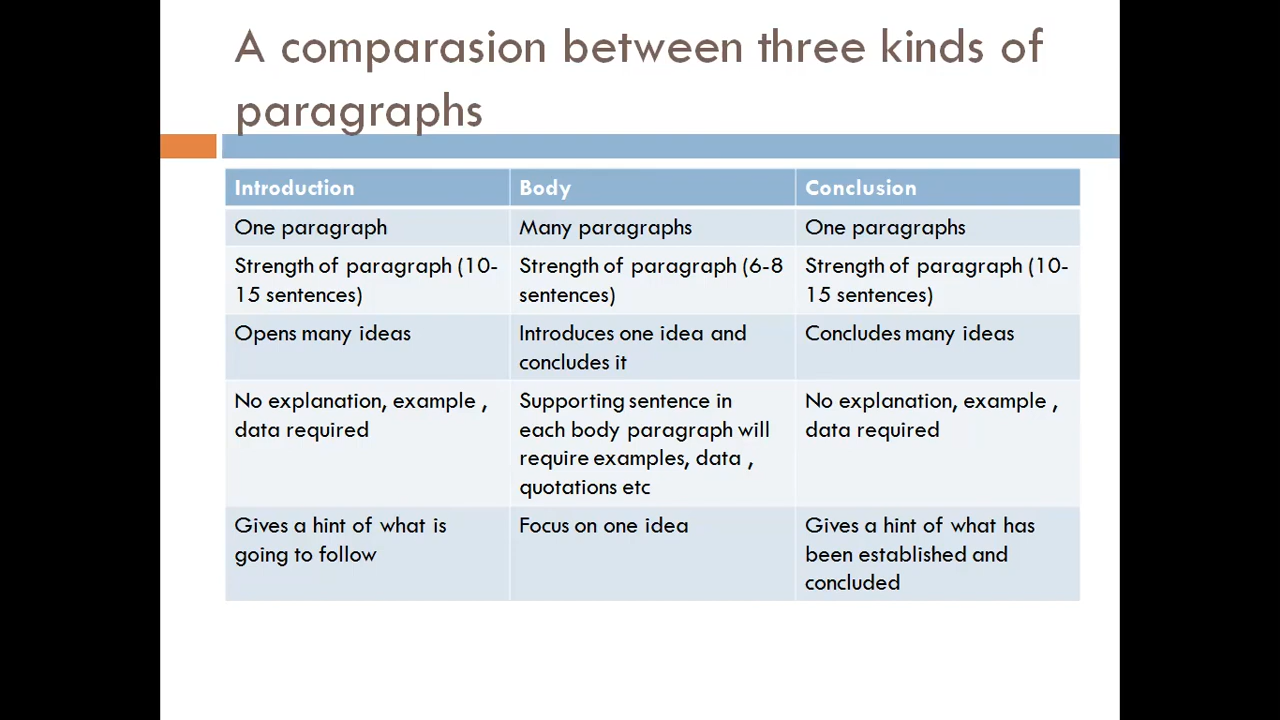 A comparasion between three kinds of
paragraphs
Introduction
Body
Conclusion
One paragraph
Many paragraphs
One paragraphs
Strength of paragraph (10-
15 sentences)
Strength of paragraph (6-8
sentences)
Strength of paragraph (10-
15 sentences)
Opens many ideas
Introduces one idea and
concludes it
Concludes many ideas
No explanation, example ,
data required
Supporting sentence in
each body paragraph will
require examples, data ,
quotations etc
No explanation, example ,
data required
Gives a hint of what is
going to follow
Focus on one idea
Gives a hint of what has
been established and
concluded